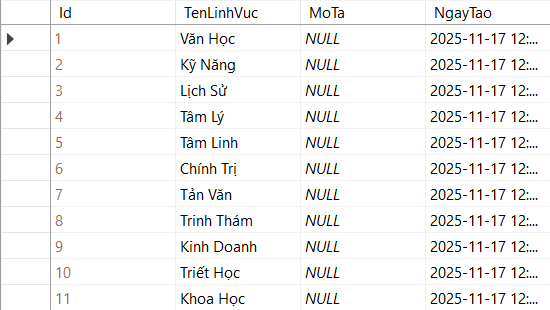 Id TenLinhVuc MoTa NgayTao
1 Văn Học NULL 2025-11-17 12:...
2 Kỹ Năng NULL 2025-11-17 12:...
3 Lịch Sử NULL 2025-11-17 12:...
4 Tâm Lý NULL 2025-11-17 12:...
5 Tâm Linh NULL 2025-11-17 12:...
6 Chính Trị NULL 2025-11-17 12:...
7 Tản Văn NULL 2025-11-17 12:...
8 Trinh Thám NULL 2025-11-17 12:...
9 Kinh Doanh NULL 2025-11-17 12:...
10 Triết Học NULL 2025-11-17 12:...
11 Khoa Học NULL 2025-11-17 12:...